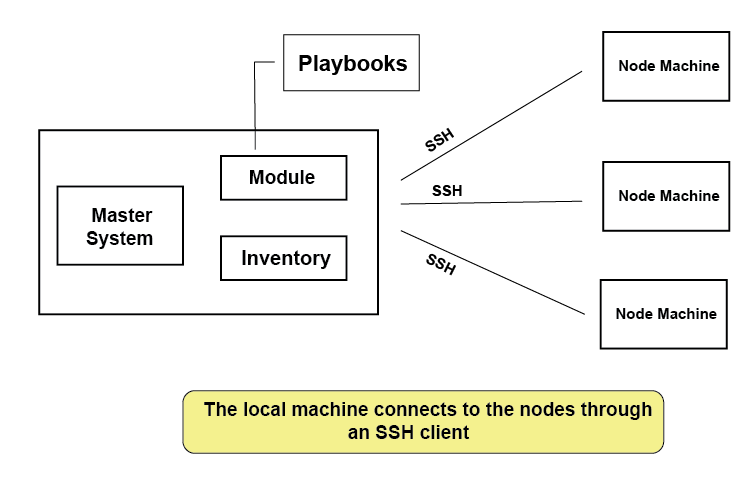 Playbooks
Node Machine
SSH
Module
Master
System
SSH
Node Machine
Inventory
SSH
Node Machine
The local machine connects to the nodes through
an SSH client